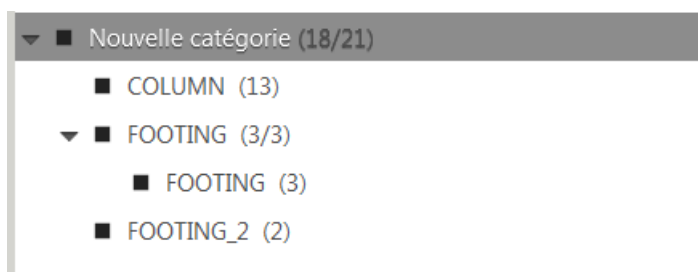 Nouvelle catégorie (18/21)
COLUMN (13)
FOOTING (3/3)
FOOTING (3)
FOOTING_2 (2)